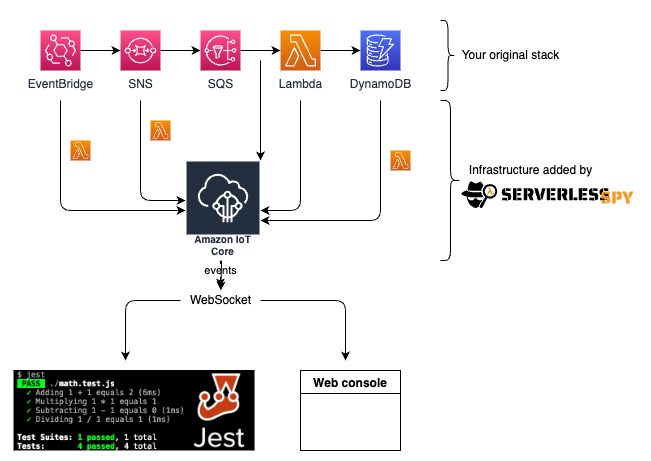 EventBridge
SNS
SQS
Lambda
DynamoDB
Your original stack
Infrastructure added by
SERVERLESS
SPY
Amazon IoT
Core
events
WebSocket
$ jest
PASS ./math.test.js
✓ Adding 1 + 1 equals 2 (6ms)
✓ Multiplying 1 * 1 equals 1
✓ Subtracting 1 - 1 equals 0 (1ms)
✓ Dividing 1 / 1 equals 1 (1ms)
Test Suites: 1 passed, 1 total
Tests: 4 passed, 4 total
Jest
Web console